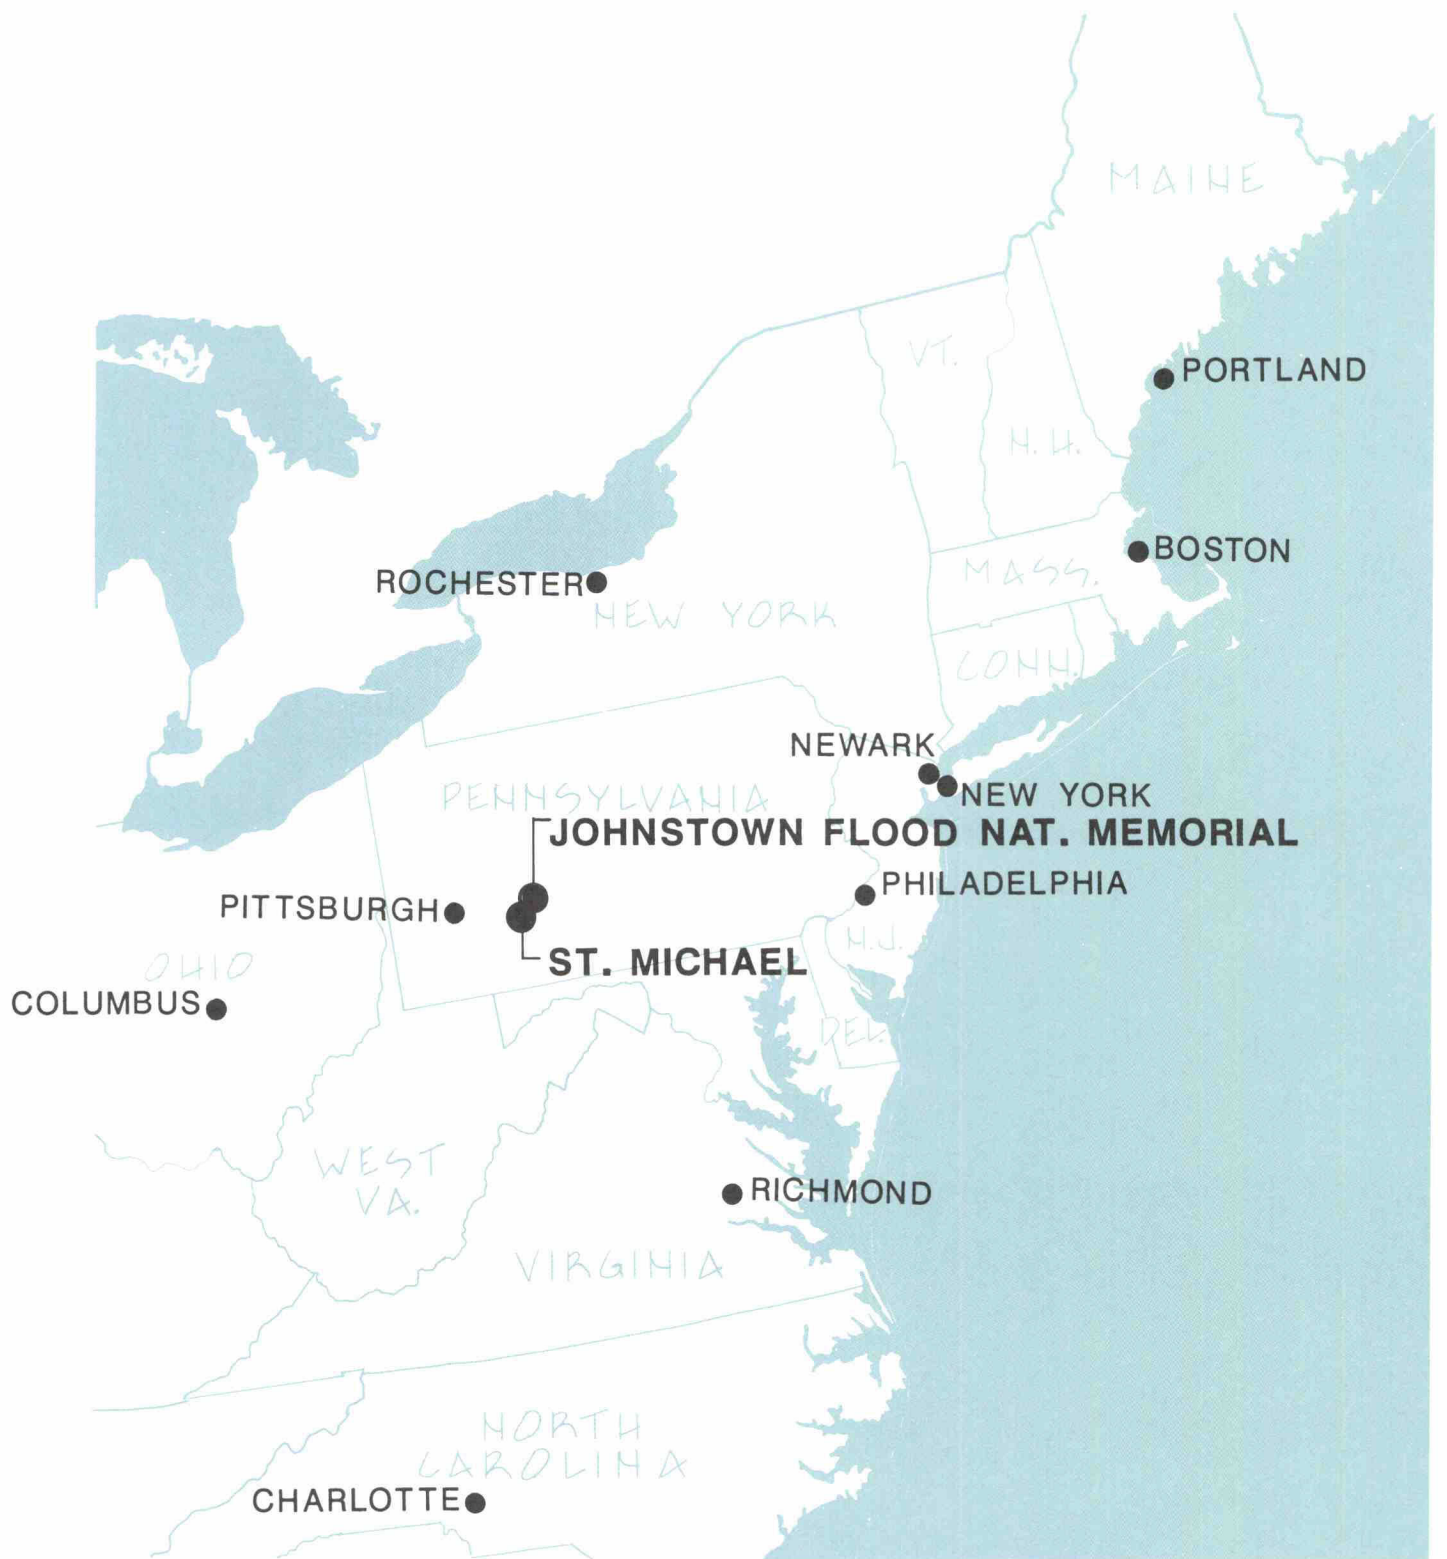 MAINE
VT.
PORTLAND
N.H.
BOSTON
MASS.
ROCHESTER
NEW YORK
CONN.
NEWARK
PENNSYLVANIA
NEW YORK
JOHNSTOWN FLOOD NAT. MEMORIAL
PHILADELPHIA
PITTSBURGH
N.J.
ST. MICHAEL
OHIO
COLUMBUS
DEL.
WEST
VA.
RICHMOND
VIRGINIA
NORTH
CAROLINA
CHARLOTTE